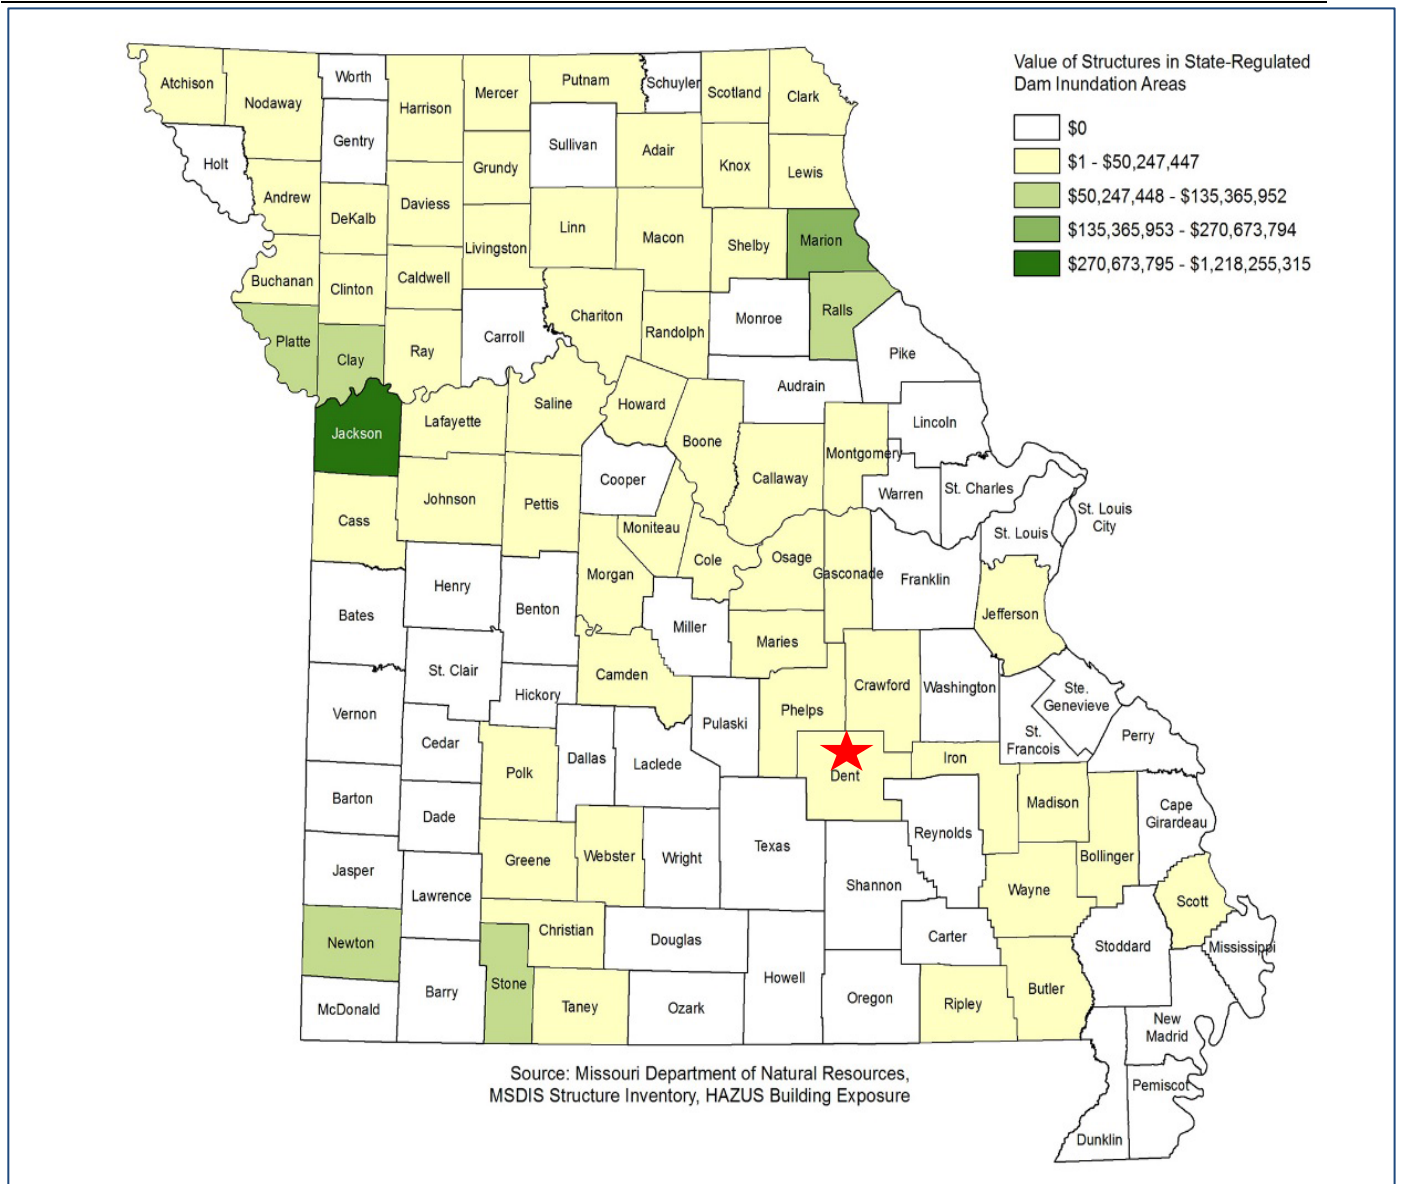 Value of Structures in State-Regulated
Dam Inundation Areas
$0
$1 - $50,247,447
$50,247,448 - $135,365,952
$135,365,953 - $270,673,794
$270,673,795 - $1,218,255,315
Atchison
Nodaway
Worth
Harrison
Mercer
Putnam
Schuyler
Scotland
Clark
Holt
Gentry
Grundy
Sullivan
Adair
Knox
Lewis
Andrew
DeKalb
Daviess
Livingston
Linn
Macon
Shelby
Marion
Buchanan
Clinton
Caldwell
Carroll
Chariton
Randolph
Monroe
Ralls
Pike
Platte
Clay
Ray
Audrain
Jackson
Lafayette
Saline
Howard
Boone
Callaway
Montgomery
Lincoln
Warren
St. Charles
St. Louis
St. Louis
City
Cass
Johnson
Pettis
Cooper
Moniteau
Cole
Osage
Gasconade
Franklin
Jefferson
Bates
Henry
Benton
Morgan
Miller
Maries
St. Clair
Hickory
Camden
Pulaski
Phelps
Crawford
Washington
Ste.
Genevieve
St.
Francois
Perry
Vernon
Cedar
Polk
Dallas
Laclede
Dent
Iron
Madison
Cape
Girardeau
Barton
Dade
Greene
Webster
Wright
Texas
Reynolds
Bollinger
Jasper
Lawrence
Christian
Shannon
Wayne
Scott
Newton
Stone
Douglas
Howell
Carter
Stoddard
Mississippi
McDonald
Barry
Taney
Ozark
Oregon
Ripley
Butler
New
Madrid
Pemiscot
Dunklin
Source: Missouri Department of Natural Resources,
MSDIS Structure Inventory, HAZUS Building Exposure